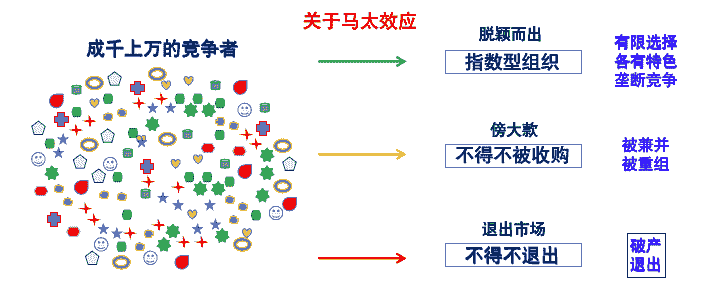 关于马太效应
成千上万的竞争者
脱颖而出
指数型组织
有限选择
各有特色
垄断竞争
傍大款
不得不被收购
被兼并
被重组
退出市场
不得不退出
破产
退出